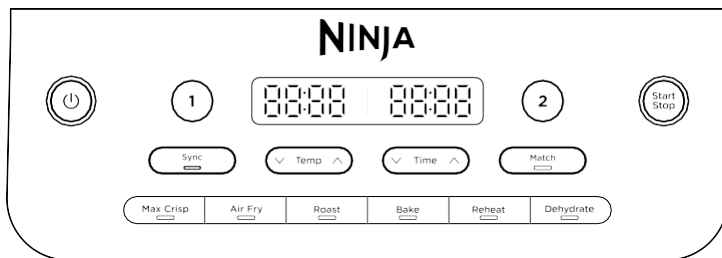 NINJA
1 88:88 88:88 2 Start
Stop
Sync Temp Time Match
Max Crisp Air Fry Roast Bake Reheat Dehydrate